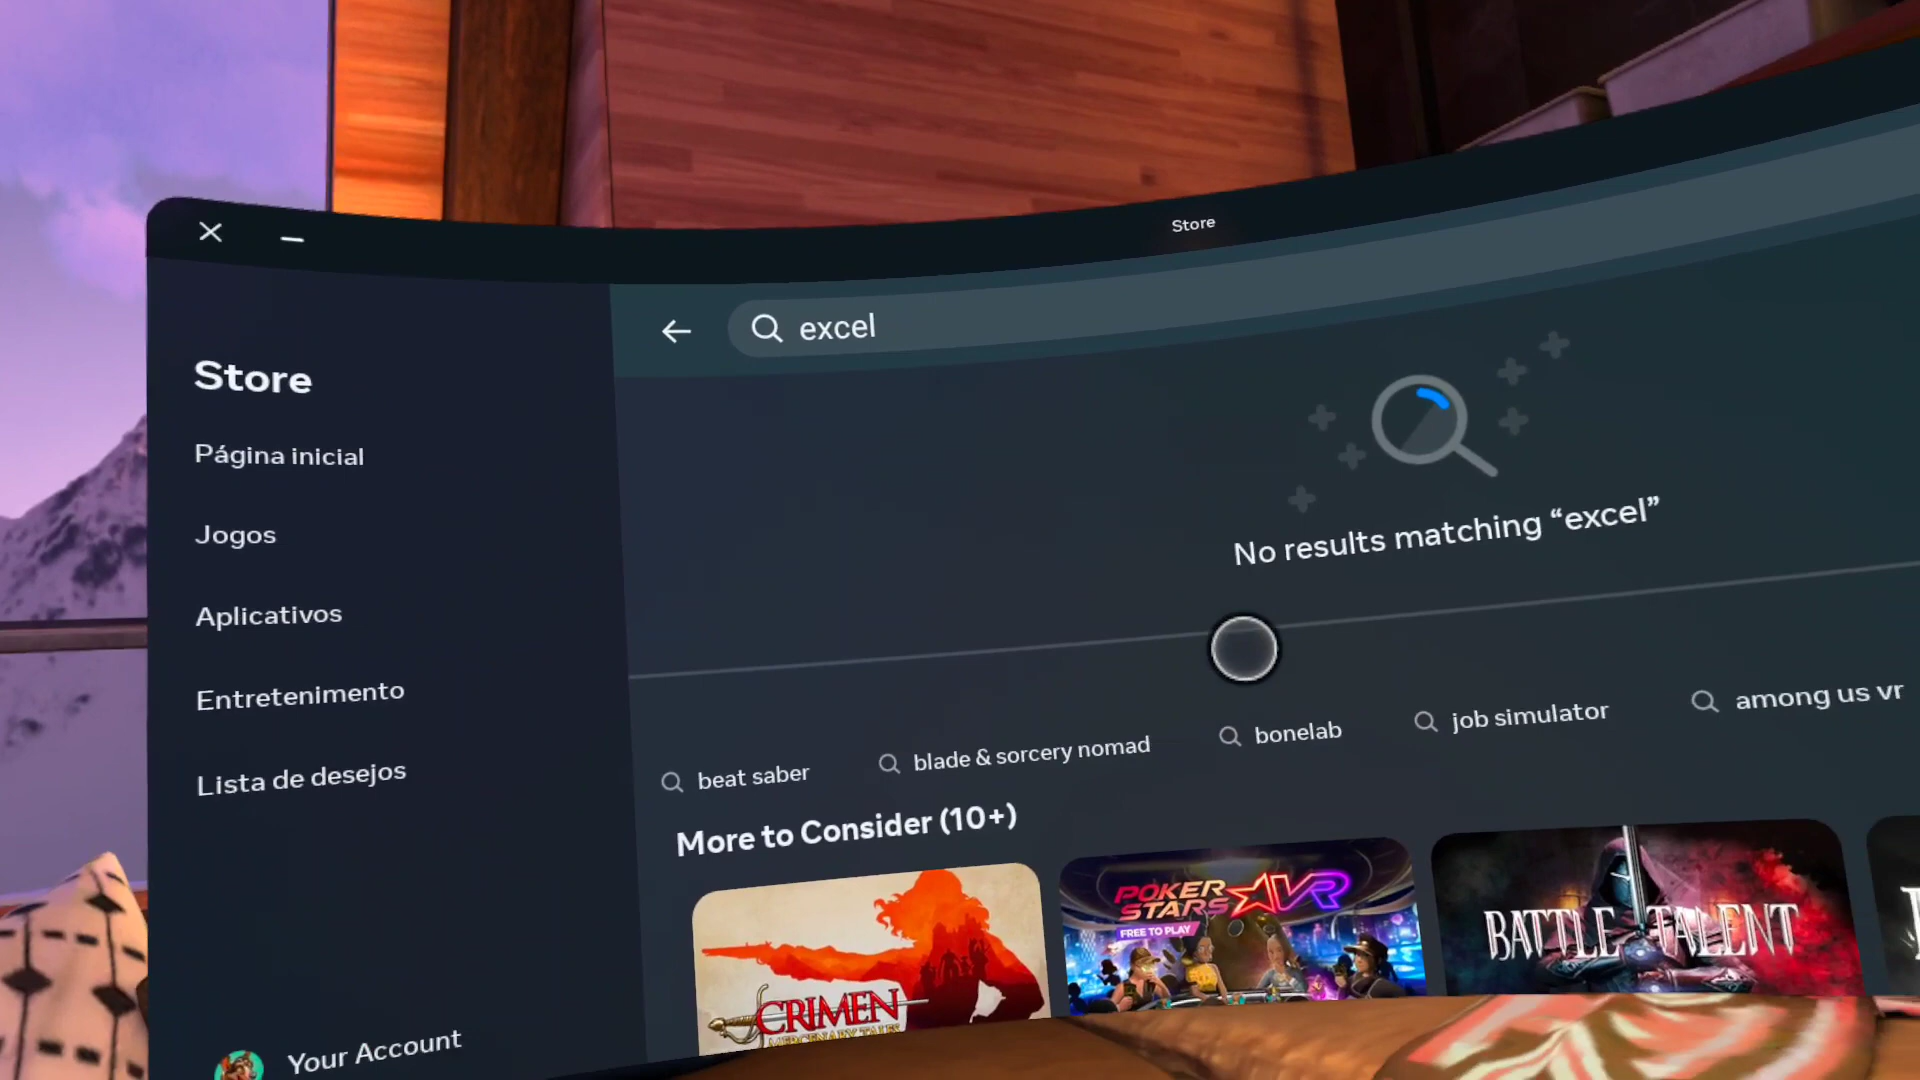 Store
excel
Store
Página inicial
Jogos
Aplicativos
Entretenimento
Lista de desejos
Your Account
No results matching “excel”
beat saber
blade & sorcery nomad
bonelab
job simulator
among us vr
More to Consider (10+)
CRIMEN
MERCENARY TALES
POKER
STARS VR
FREE TO PLAY
BATTLE TALENT